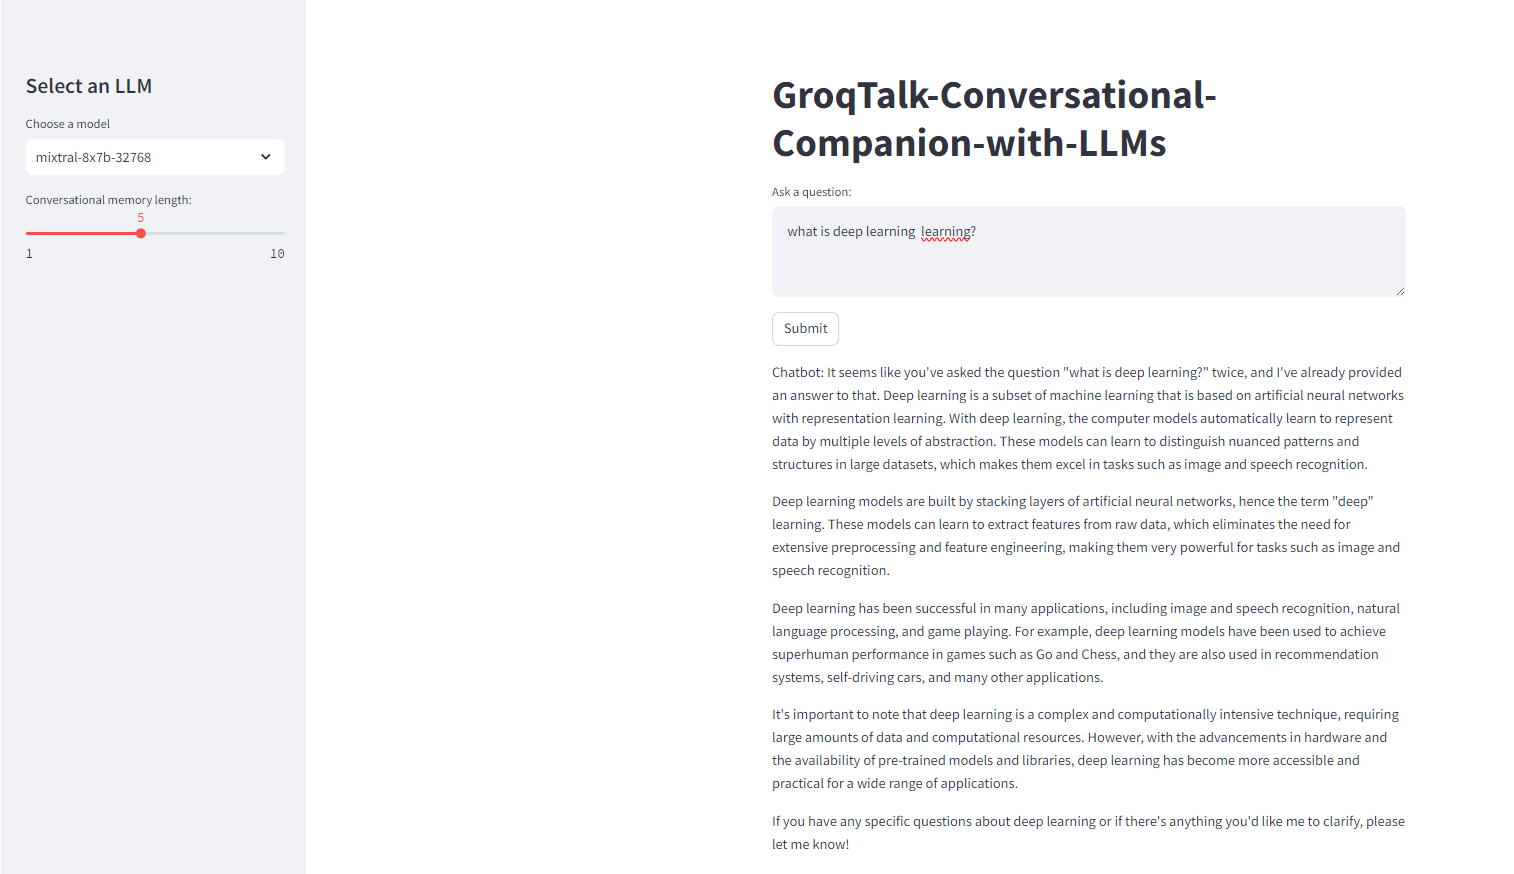 Select an LLM
Choose a model
mixtral-8x7b-32768
Conversational memory length:
5
1
10
GroqTalk-Conversational-
Companion-with-LLMs
Ask a question:
what is deep learning  learning?
Submit
Chatbot: It seems like you've asked the question "what is deep learning?" twice, and I've already provided
an answer to that. Deep learning is a subset of machine learning that is based on artificial neural networks
with representation learning. With deep learning, the computer models automatically learn to represent
data by multiple levels of abstraction. These models can learn to distinguish nuanced patterns and
structures in large datasets, which makes them excel in tasks such as image and speech recognition.
Deep learning models are built by stacking layers of artificial neural networks, hence the term "deep"
learning. These models can learn to extract features from raw data, which eliminates the need for
extensive preprocessing and feature engineering, making them very powerful for tasks such as image and
speech recognition.
Deep learning has been successful in many applications, including image and speech recognition, natural
language processing, and game playing. For example, deep learning models have been used to achieve
superhuman performance in games such as Go and Chess, and they are also used in recommendation
systems, self-driving cars, and many other applications.
It's important to note that deep learning is a complex and computationally intensive technique, requiring
large amounts of data and computational resources. However, with the advancements in hardware and
the availability of pre-trained models and libraries, deep learning has become more accessible and
practical for a wide range of applications.
If you have any specific questions about deep learning or if there's anything you'd like me to clarify, please
let me know!